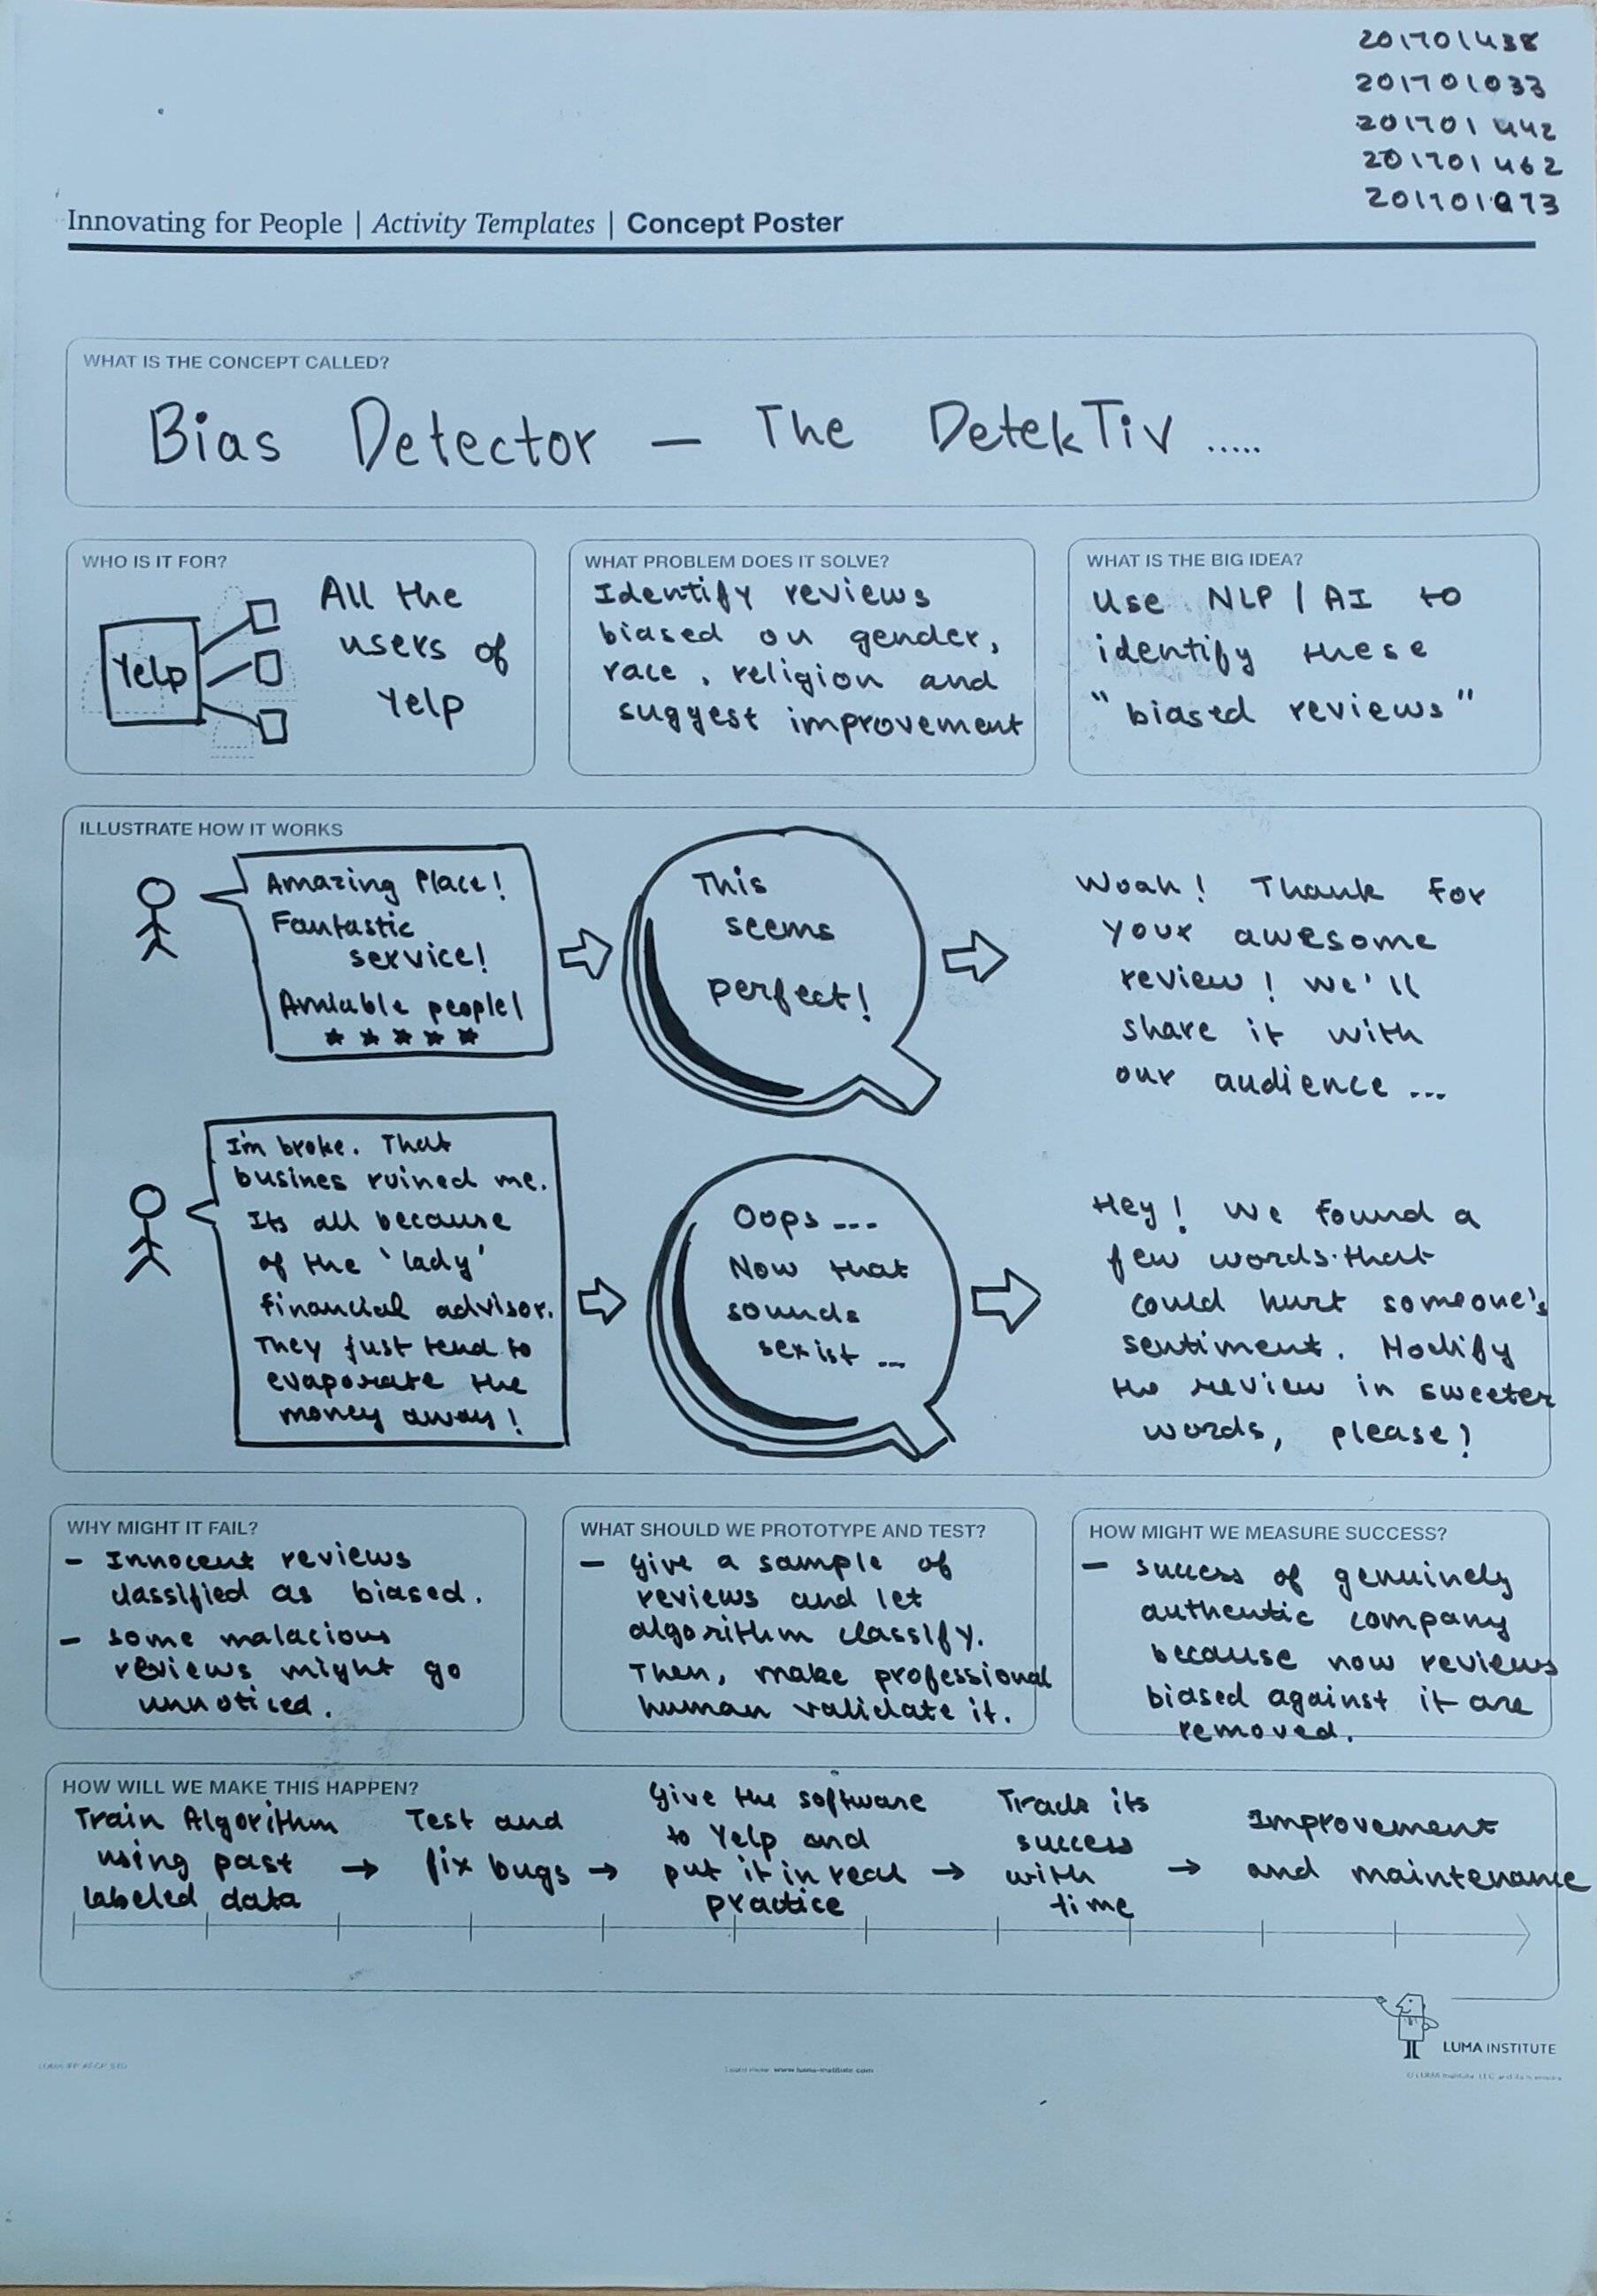 201701438
201701033
201701442
201701462
Innovating for People | Activity Templates | Concept Poster
WHAT IS THE CONCEPT CALLED?
Bias Detector – The DetekTiv .....
WHO IS IT FOR?
Yelp
All the
users of
Yelp
WHAT PROBLEM DOES IT SOLVE?
Identify reviews
biased on gender,
race, religion and
suggest improvement
WHAT IS THE BIG IDEA?
Use NLP / AI to
identify these
"biased reviews"
ILLUSTRATE HOW IT WORKS
Amazing Place!
Fantastic
service!
Amiable people!
★ ★ ★ ★ ★
This
seems
perfect!
Woah! Thank for
your awesome
review! We'll
share it with
our audience ...
I'm broke. That
busines ruined me.
Its all because
of the 'lady'
financial advisor.
They just tend to
evaporate the
money away!
Oops ...
Now that
sounds
sexist ...
Hey! We found a
few words that
could hurt someone's
sentiment. Modify
the review in sweeter
words, please!
WHY MIGHT IT FAIL?
– Innocent reviews
classified as biased.
– some malacious
reviews might go
unnoticed.
WHAT SHOULD WE PROTOTYPE AND TEST?
– Give a sample of
reviews and let
algorithm classify.
Then, make professional
human validate it.
HOW MIGHT WE MEASURE SUCCESS?
– success of genuinely
authentic company
because now reviews
biased against it are
removed.
HOW WILL WE MAKE THIS HAPPEN?
Train Algorithm
using past
labeled data
→ Test and
fix bugs
→ Give the software
to Yelp and
put it in real
practice
→ Track its
success
with
time
→ Improvement
and maintenance
LUMA INSTITUTE
Learn more: www.luma-institute.com